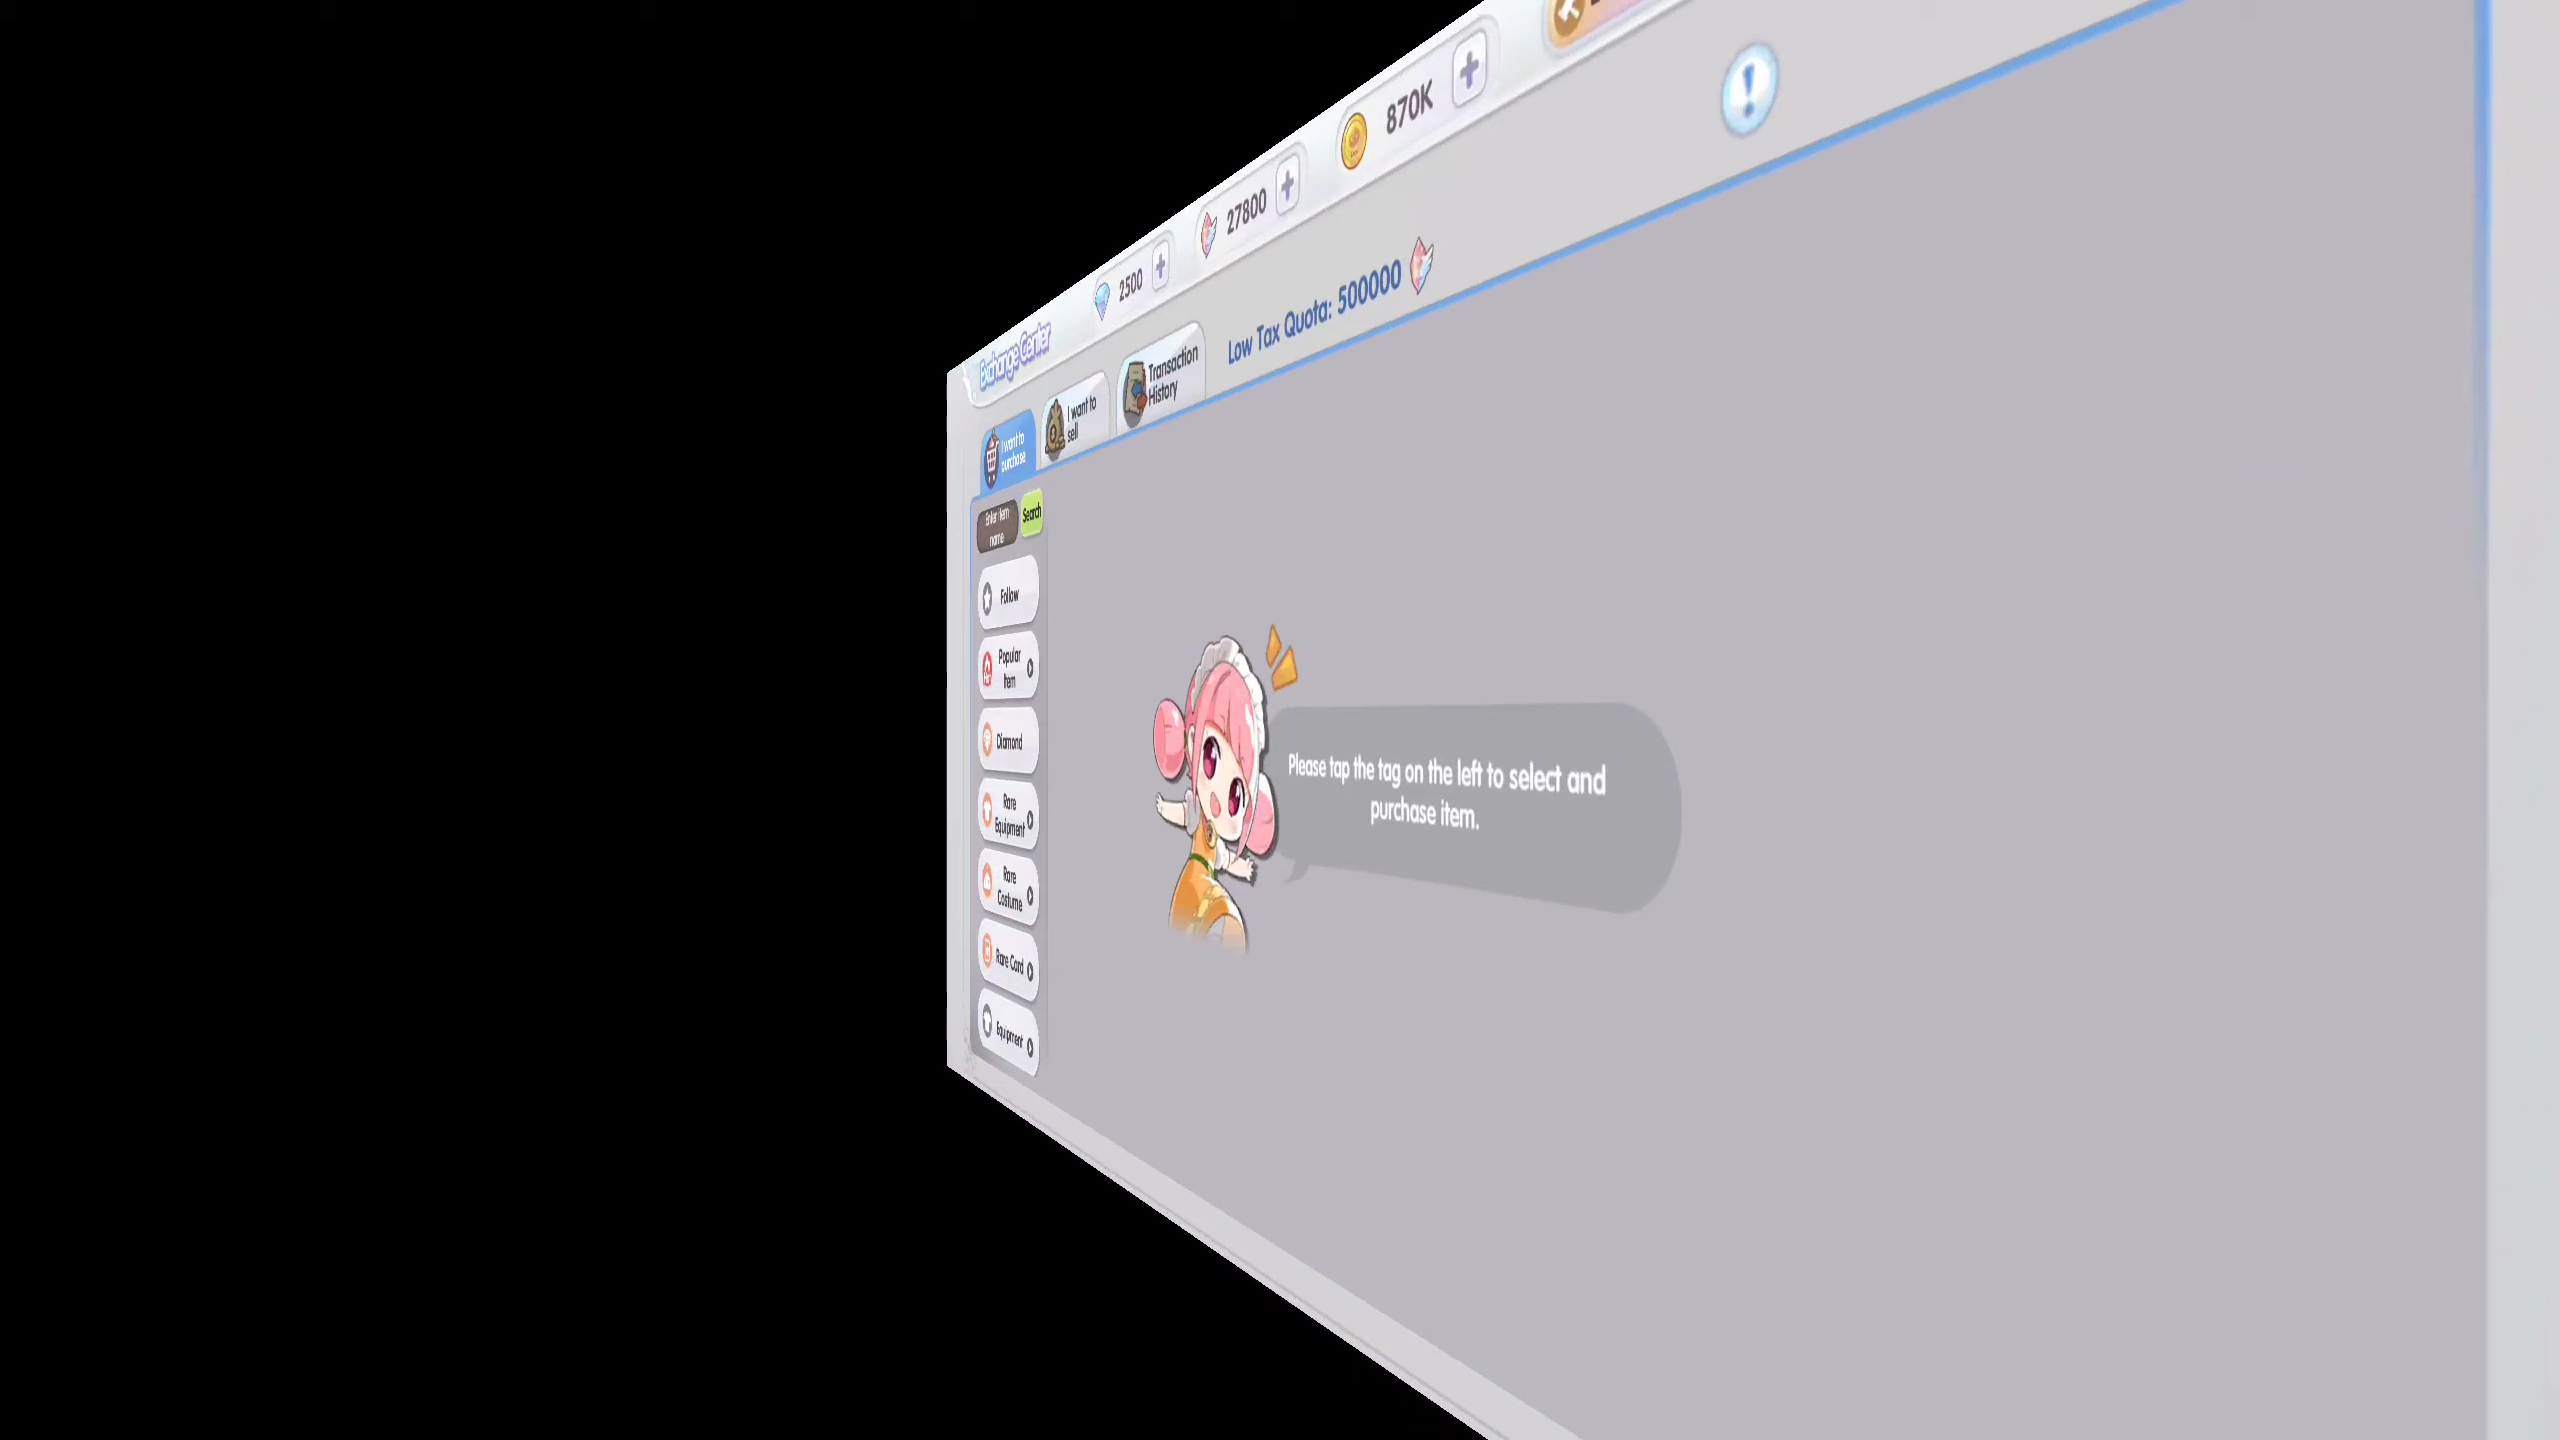 870K
27800
2500
Exchange Center
Low Tax Quota: 500000
Transaction
History
I want to
sell
I want to
purchase
Enter item
name
Search
Follow
Popular
Item
Diamond
Rare
Equipment
Rare
Costume
Rare Card
Equipment
Please tap the tag on the left to select and
purchase item.